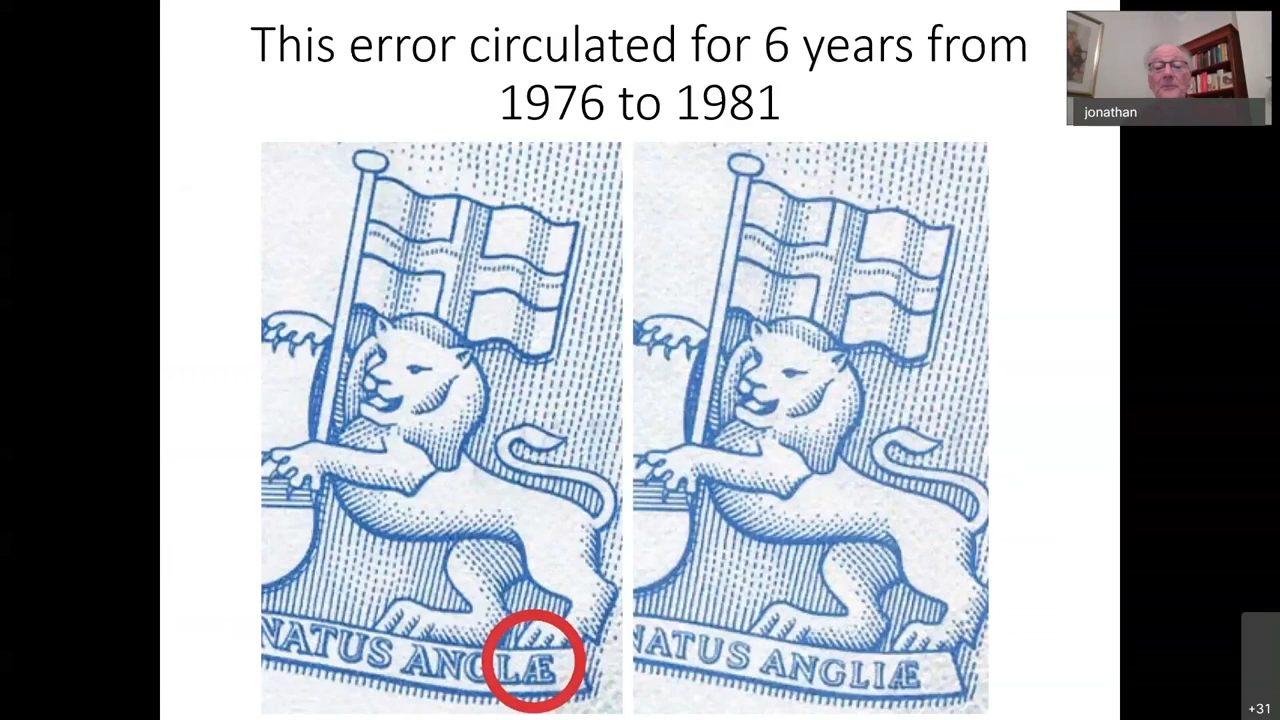 This error circulated for 6 years from
1976 to 1981
jonathan
NATUS ANGLÆ
NATUS ANGLIÆ
+31